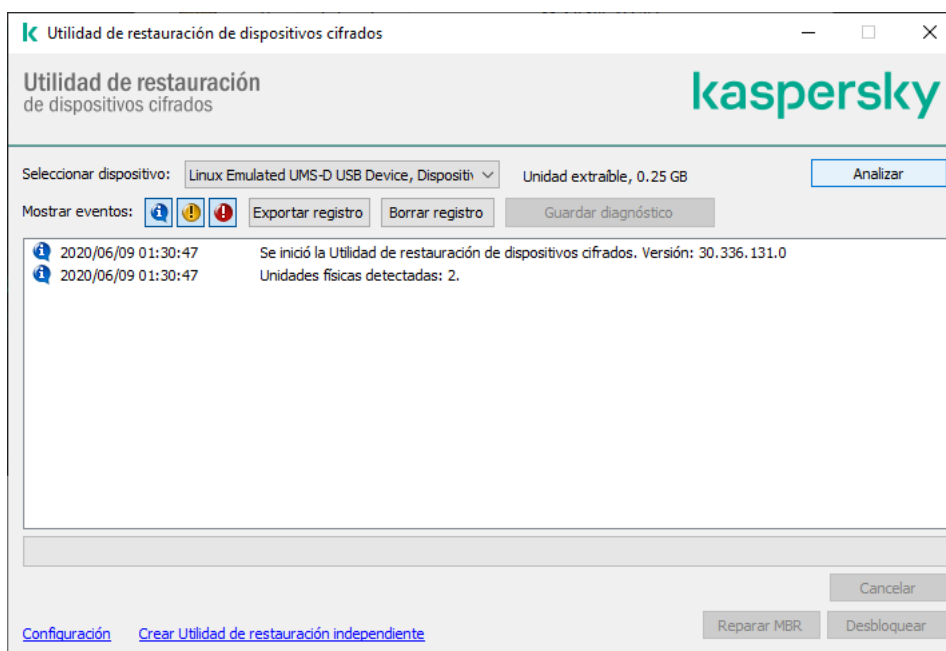 Utilidad de restauración de dispositivos cifrados
Utilidad de restauración
de dispositivos cifrados
kaspersky
Seleccionar dispositivo: Linux Emulated UMS-D USB Device, Dispositiv Unidad extraíble, 0.25 GB Analizar
Mostrar eventos: Exportar registro Borrar registro Guardar diagnóstico
2020/06/09 01:30:47 Se inició la Utilidad de restauración de dispositivos cifrados. Versión: 30.336.131.0
2020/06/09 01:30:47 Unidades físicas detectadas: 2.
Cancelar
Configuración Crear Utilidad de restauración independiente Reparar MBR Desbloquear